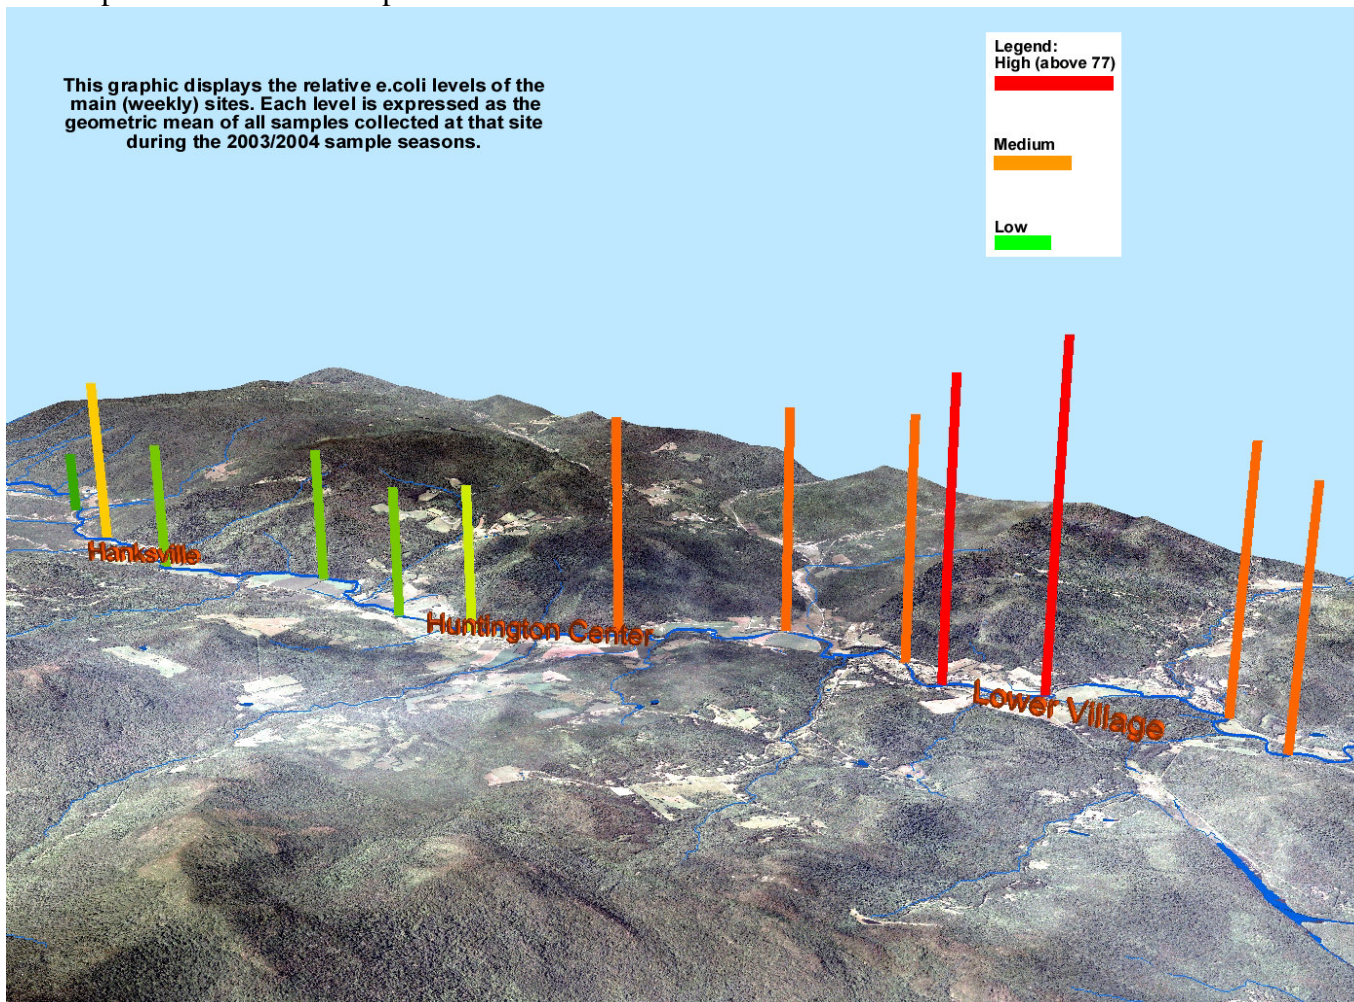 This graphic displays the relative e.coli levels of the
main (weekly) sites. Each level is expressed as the
geometric mean of all samples collected at that site
during the 2003/2004 sample seasons.
Legend:
High (above 77)
Medium
Low
Hanksville
Huntington Center
Lower Village